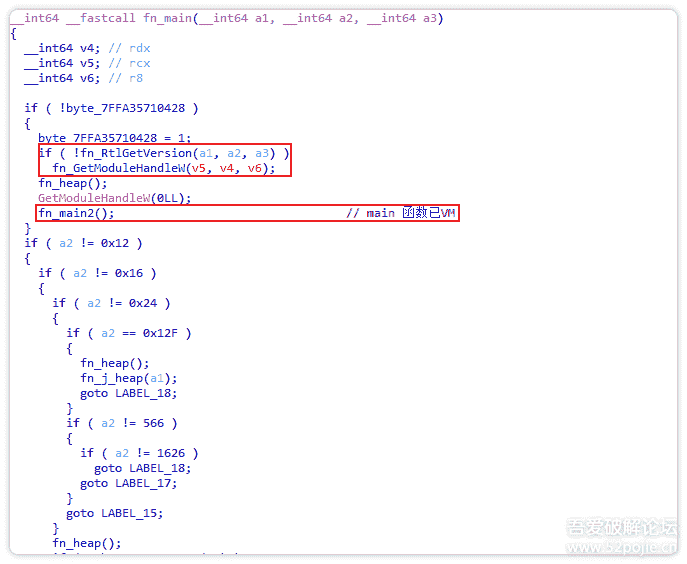 __int64 __fastcall fn_main(__int64 a1, __int64 a2, __int64 a3)
{
  __int64 v4; // rdx
  __int64 v5; // rcx
  __int64 v6; // r8

  if ( !byte_7FFA35710428 )
  {
    byte_7FFA35710428 = 1;
    if ( !fn_RtlGetVersion(a1, a2, a3) )
      fn_GetModuleHandleW(v5, v4, v6);
    fn_heap();
    GetModuleHandleW(0LL);
    fn_main2();                                // main 函数已VM
  }
  if ( a2 != 0x12 )
  {
    if ( a2 != 0x16 )
    {
      if ( a2 != 0x24 )
      {
        if ( a2 == 0x12F )
        {
          fn_heap();
          fn_j_heap(a1);
          goto LABEL_18;
        }
        if ( a2 != 566 )
        {
          if ( a2 != 1626 )
            goto LABEL_18;
          goto LABEL_17;
        }
        goto LABEL_15;
      }
      fn_heap();
吾爱破解论坛
www.52pojie.cn